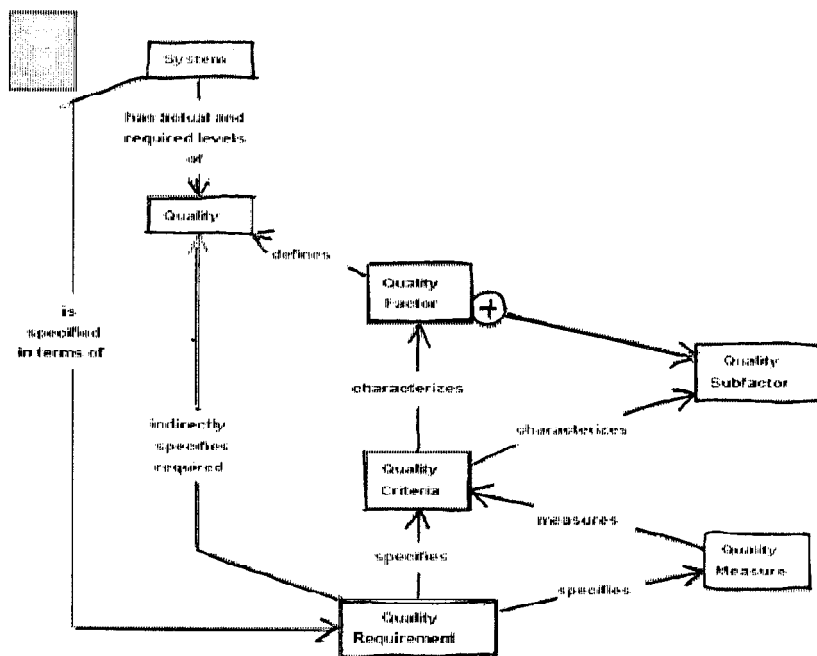 System
has actual and
required levels
of
Quality
defines
Quality
Factor
is
specified
in terms of
Quality
Subfactor
characterizes
characterizes
indirectly
specifies
required
Quality
Criteria
measures
specifies
Quality
Measure
specifies
Quality
Requirement